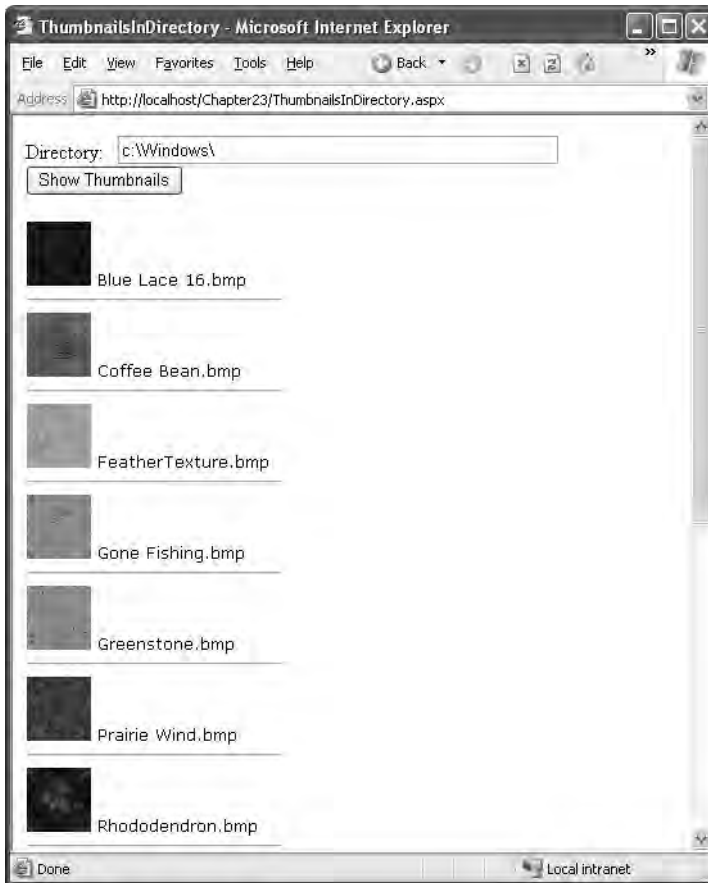 ThumbnailsInDirectory - Microsoft Internet Explorer
File Edit View Favorites Tools Help Back »
Address http://localhost/Chapter23/ThumbnailsInDirectory.aspx
Directory: c:\Windows\
Show Thumbnails
Blue Lace 16.bmp
Coffee Bean.bmp
FeatherTexture.bmp
Gone Fishing.bmp
Greenstone.bmp
Prairie Wind.bmp
Rhododendron.bmp
Done Local intranet